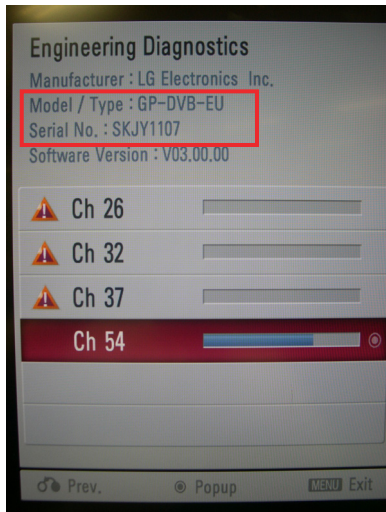 Engineering Diagnostics
Manufacturer : LG Electronics Inc.
Model / Type : GP-DVB-EU
Serial No. : SKJY1107
Software Version : V03.00.00
Ch 26
Ch 32
Ch 37
Ch 54
Prev.
Popup
MENU Exit